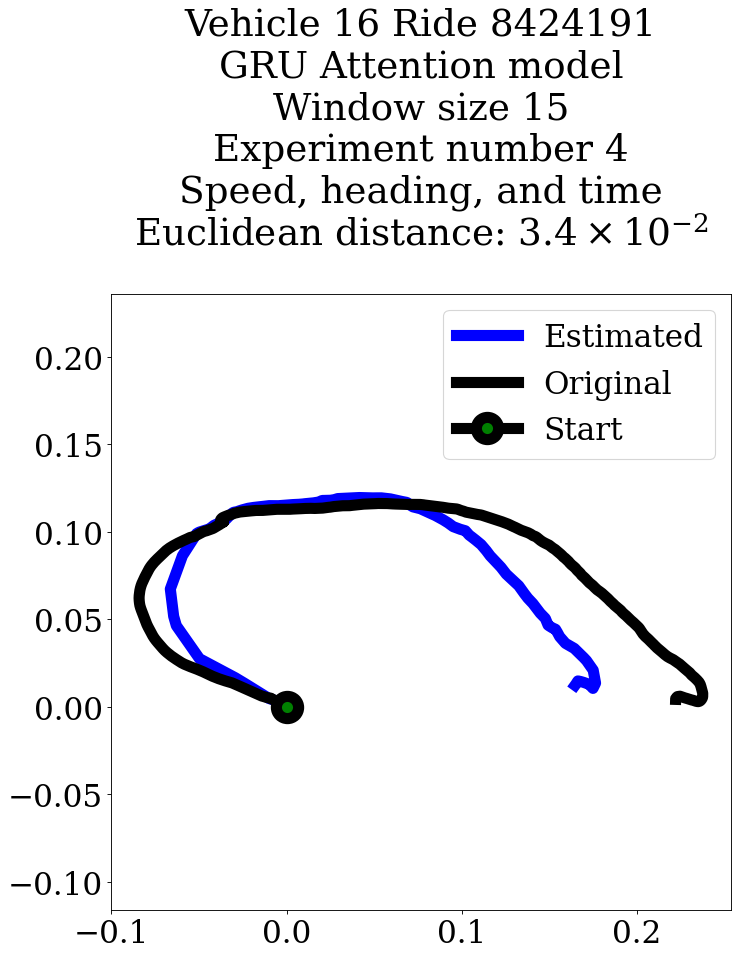 Vehicle 16 Ride 8424191
GRU Attention model
Window size 15
Experiment number 4
Speed, heading, and time
Euclidean distance: 3.4 × 10⁻²
Estimated
Original
Start
0.20
0.15
0.10
0.05
0.00
−0.05
−0.10
−0.1 0.0 0.1 0.2